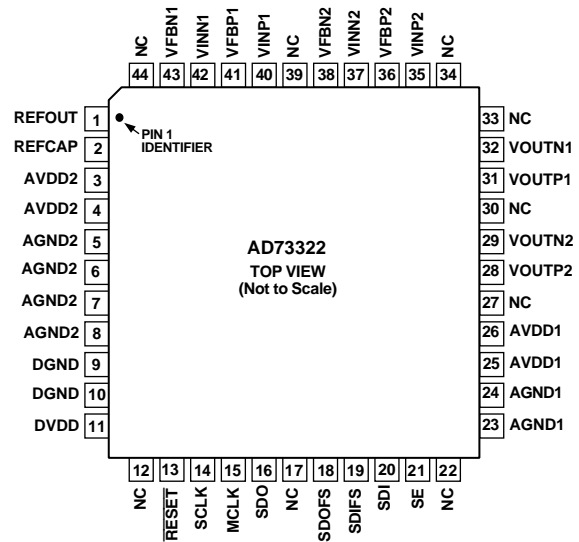 NC VFBN1 VINN1 VFBP1 VINP1 NC VFBN2 VINN2 VFBP2 VINP2 NC
44 43 42 41 40 39 38 37 36 35 34
REFOUT 1
REFCAP 2
AVDD2 3
AVDD2 4
AGND2 5
AGND2 6
AGND2 7
AGND2 8
DGND 9
DGND 10
DVDD 11
PIN 1
IDENTIFIER
AD73322
TOP VIEW
(Not to Scale)
33 NC
32 VOUTN1
31 VOUTP1
30 NC
29 VOUTN2
28 VOUTP2
27 NC
26 AVDD1
25 AVDD1
24 AGND1
23 AGND1
12 13 14 15 16 17 18 19 20 21 22
NC RESET SCLK MCLK SDO NC SDOFS SDIFS SDI SE NC